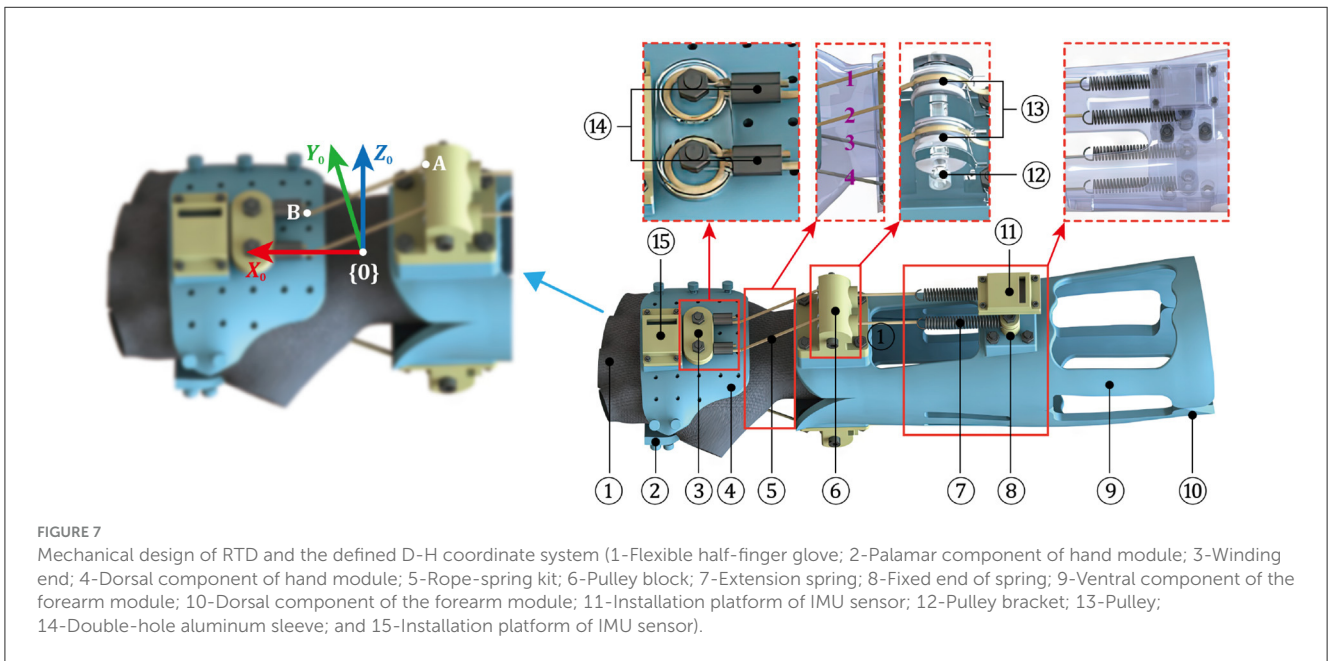 1
2
3
4
⑭
⑬
⑫
Y₀
Z₀
A
B
X₀
{0}
⑮
⑪
①
① ② ③ ④ ⑤ ⑥ ⑦ ⑧ ⑨ ⑩
FIGURE 7
Mechanical design of RTD and the defined D-H coordinate system (1-Flexible half-finger glove; 2-Palamar component of hand module; 3-Winding
end; 4-Dorsal component of hand module; 5-Rope-spring kit; 6-Pulley block; 7-Extension spring; 8-Fixed end of spring; 9-Ventral component of the
forearm module; 10-Dorsal component of the forearm module; 11-Installation platform of IMU sensor; 12-Pulley bracket; 13-Pulley;
14-Double-hole aluminum sleeve; and 15-Installation platform of IMU sensor).